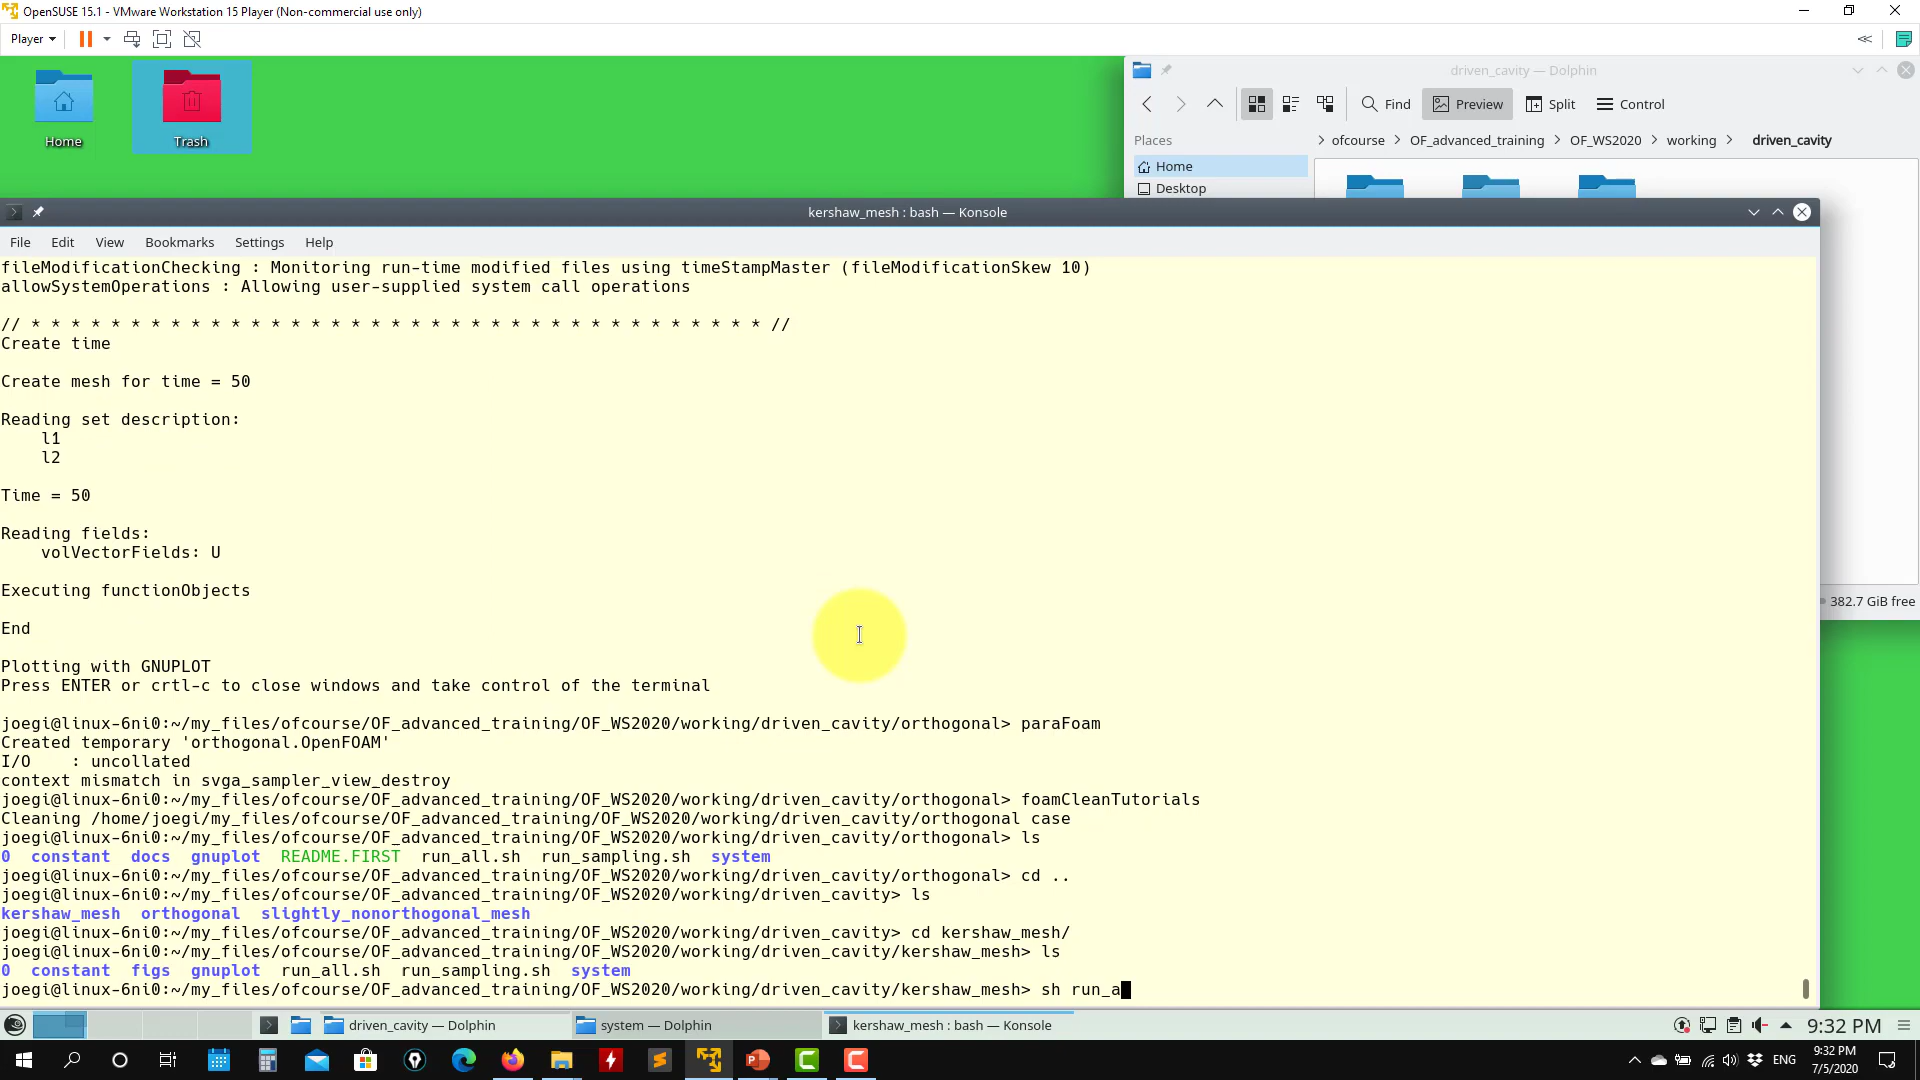 OpenSUSE 15.1 - VMware Workstation 15 Player (Non-commercial use only)
Player
Home
Trash
driven_cavity — Dolphin
Find
Preview
Split
Control
Places
> ofcourse > OF_advanced_training > OF_WS2020 > working > driven_cavity
Home
Desktop
382.7 GiB free
kershaw_mesh : bash — Konsole
File Edit View Bookmarks Settings Help
fileModificationChecking : Monitoring run-time modified files using timeStampMaster (fileModificationSkew 10)
allowSystemOperations : Allowing user-supplied system call operations
// * * * * * * * * * * * * * * * * * * * * * * * * * * * * * * * * * * * * * //
Create time
Create mesh for time = 50
Reading set description:
l1
l2
Time = 50
Reading fields:
volVectorFields: U
Executing functionObjects
End
Plotting with GNUPLOT
Press ENTER or crtl-c to close windows and take control of the terminal
joegi@linux-6ni0:~/my_files/ofcourse/OF_advanced_training/OF_WS2020/working/driven_cavity/orthogonal> paraFoam
Created temporary 'orthogonal.OpenFOAM'
I/O : uncollated
context mismatch in svga_sampler_view_destroy
joegi@linux-6ni0:~/my_files/ofcourse/OF_advanced_training/OF_WS2020/working/driven_cavity/orthogonal> foamCleanTutorials
Cleaning /home/joegi/my_files/ofcourse/OF_advanced_training/OF_WS2020/working/driven_cavity/orthogonal case
joegi@linux-6ni0:~/my_files/ofcourse/OF_advanced_training/OF_WS2020/working/driven_cavity/orthogonal> ls
0 constant docs gnuplot README.FIRST run_all.sh run_sampling.sh system
joegi@linux-6ni0:~/my_files/ofcourse/OF_advanced_training/OF_WS2020/working/driven_cavity/orthogonal> cd ..
joegi@linux-6ni0:~/my_files/ofcourse/OF_advanced_training/OF_WS2020/working/driven_cavity> ls
kershaw_mesh orthogonal slightly_nonorthogonal_mesh
joegi@linux-6ni0:~/my_files/ofcourse/OF_advanced_training/OF_WS2020/working/driven_cavity> cd kershaw_mesh/
joegi@linux-6ni0:~/my_files/ofcourse/OF_advanced_training/OF_WS2020/working/driven_cavity/kershaw_mesh> ls
0 constant figs gnuplot run_all.sh run_sampling.sh system
joegi@linux-6ni0:~/my_files/ofcourse/OF_advanced_training/OF_WS2020/working/driven_cavity/kershaw_mesh> sh run_a
driven_cavity — Dolphin
system — Dolphin
kershaw_mesh : bash — Konsole
9:32 PM
ENG
9:32 PM
7/5/2020